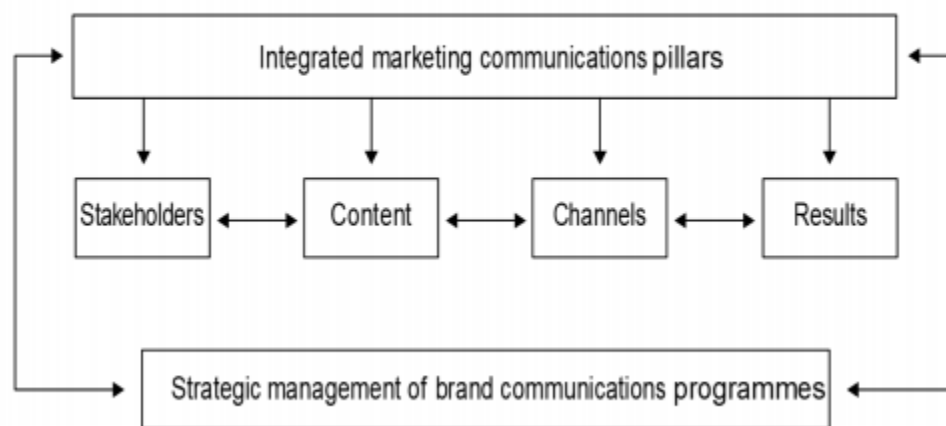 Integrated marketing communications pillars
Stakeholders
Content
Channels
Results
Strategic management of brand communications programmes